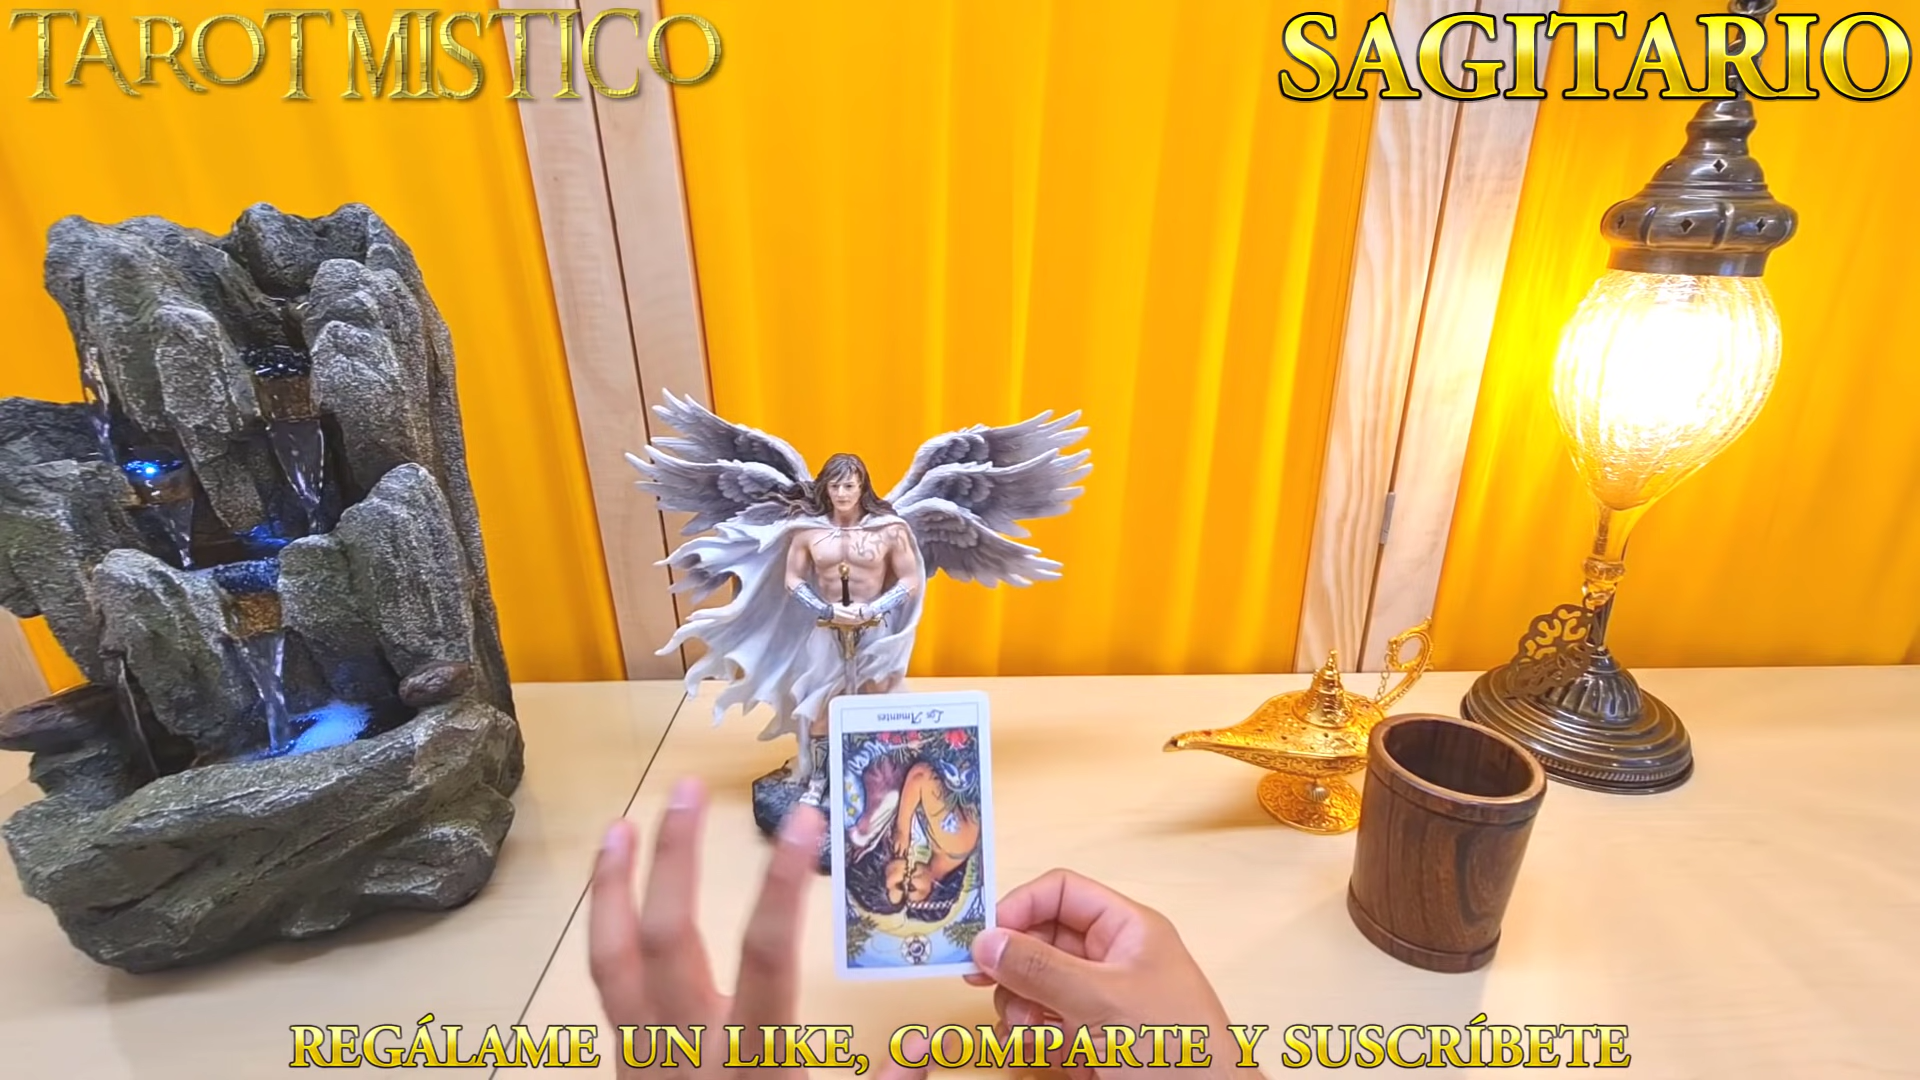 TAROT MISTICO
SAGITARIO
Los Amantes
REGÁLAME UN LIKE, COMPARTE Y SUSCRÍBETE